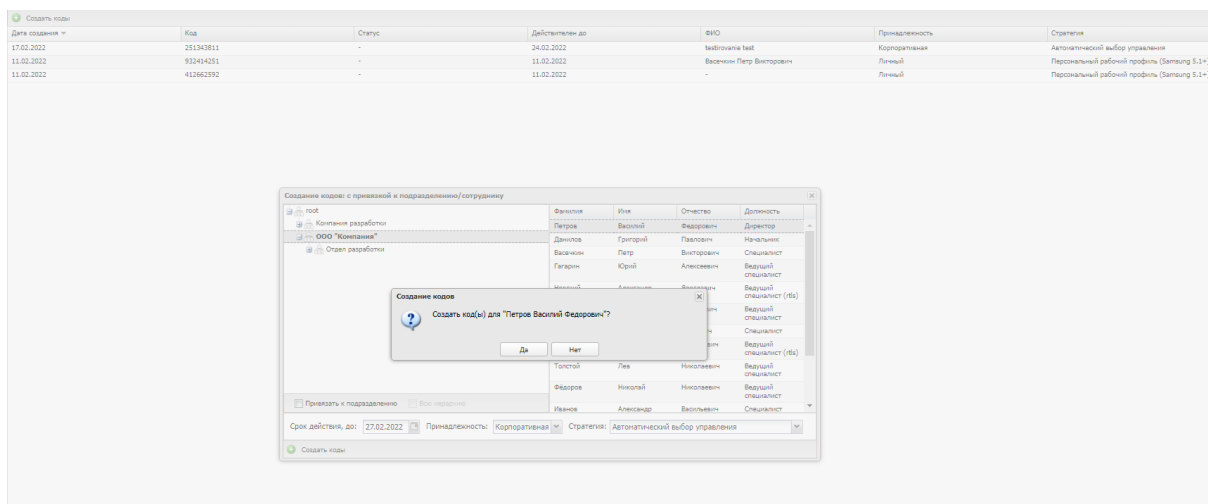 Создать коды
Дата создания Код Статус Действителен до ФИО Принадлежность Стратегия
17.02.2022 251343811 - 24.02.2022 testirovanie test Корпоративная Автоматический выбор управления
11.02.2022 932414251 - 11.02.2022 Васечкин Петр Викторович Личный Персональный рабочий профиль (Samsung 5.1+)
11.02.2022 412662592 - 11.02.2022 - Личный Персональный рабочий профиль (Samsung 5.1+
Создание кодов: с привязкой к подразделению/сотруднику
root
Компания разработки
ООО "Компания"
Отдел разработки
Фамилия Имя Отчество Должность
Петров Василий Федорович Директор
Данилов Григорий Павлович Начальник
Васечкин Петр Викторович Специалист
Гагарин Юрий Алексеевич Ведущий
специалист
Ведущий
специалист (rtls)
Ведущий
специалист
Специалист
Ведущий
специалист (rtls)
Толстой Лев Николаевич Ведущий
специалист
Фёдоров Николай Николаевич Ведущий
специалист
Иванов Александр Васильевич Специалист
Создание кодов
Создать код(ы) для "Петров Василий Федорович"?
Да Нет
Привязать к подразделению Всю иерархию
Срок действия, до: 27.02.2022 Принадлежность: Корпоративная Стратегия: Автоматический выбор управления
Создать коды